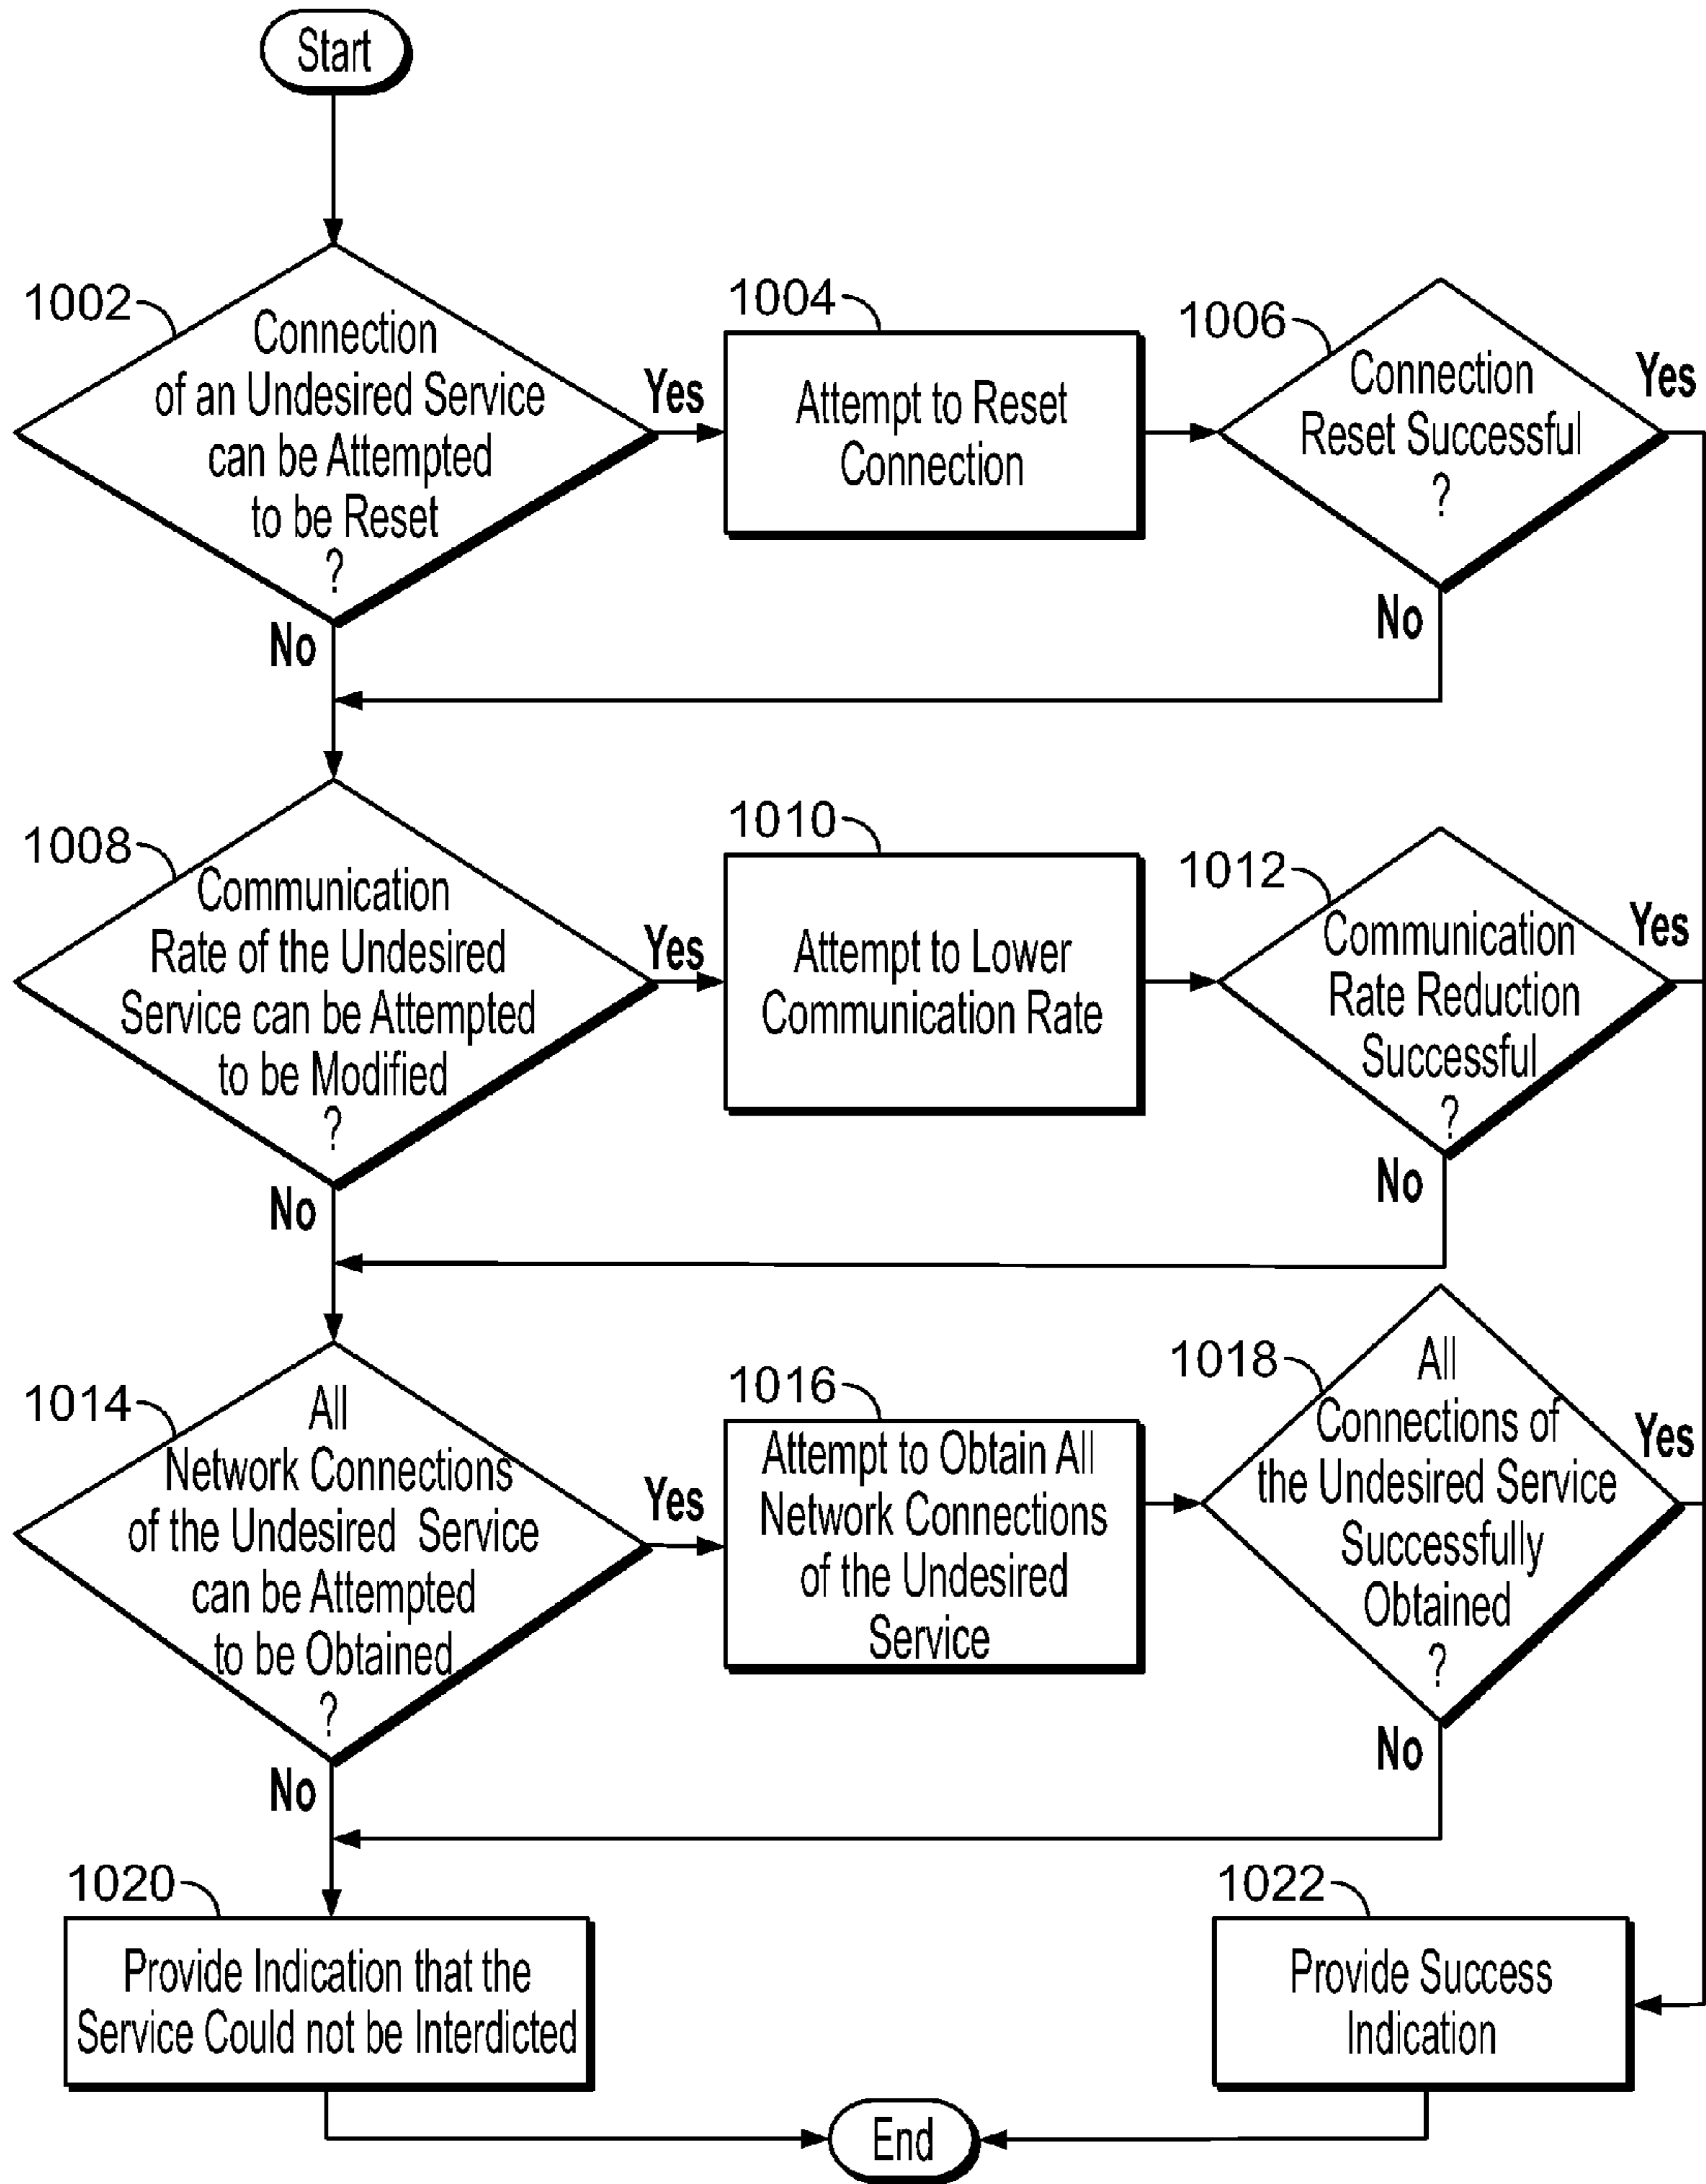 Start
1002
Connection
of an Undesired Service
can be Attempted
to be Reset
?
Yes
No
1004
Attempt to Reset
Connection
1006
Connection
Reset Successful
?
Yes
No
1008
Communication
Rate of the Undesired
Service can be Attempted
to be Modified
?
Yes
No
1010
Attempt to Lower
Communication Rate
1012
Communication
Rate Reduction
Successful
?
Yes
No
1014
All
Network Connections
of the Undesired Service
can be Attempted
to be Obtained
?
Yes
No
1016
Attempt to Obtain All
Network Connections
of the Undesired
Service
1018
All
Connections of
the Undesired Service
Successfully
Obtained
?
Yes
No
1020
Provide Indication that the
Service Could not be Interdicted
1022
Provide Success
Indication
End